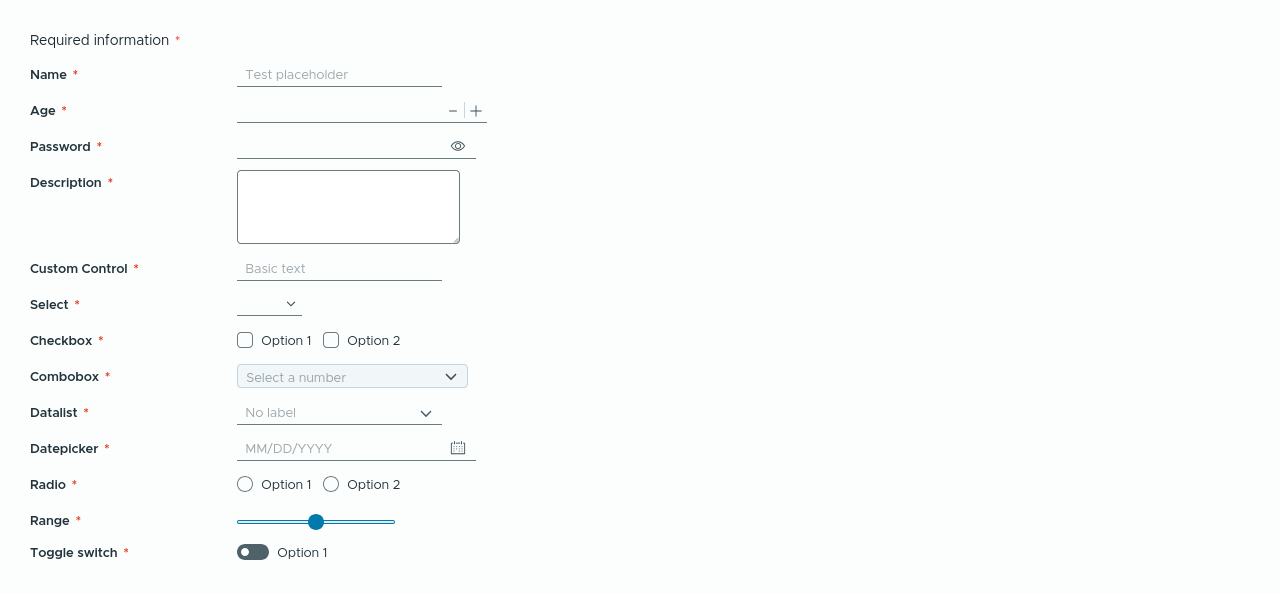 Required information *
Name * Test placeholder
Age *
Password *
Description *
Custom Control * Basic text
Select *
Checkbox * Option 1 Option 2
Combobox * Select a number
Datalist * No label
Datepicker * MM/DD/YYYY
Radio * Option 1 Option 2
Range *
Toggle switch * Option 1